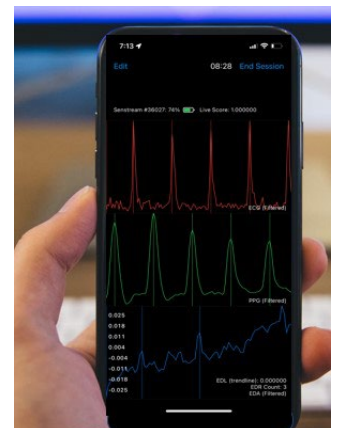 7:13
Edit 08:28 End Session
Senstream #36027: 74% Live Score: 1.000000
ECG (Filtered)
PPG (Filtered)
0.025
0.018
0.011
0.004
-0.004
-0.011
-0.018
-0.025
EDL (trendline): 0.000000
EDR Count: 3
EDA (Filtered)